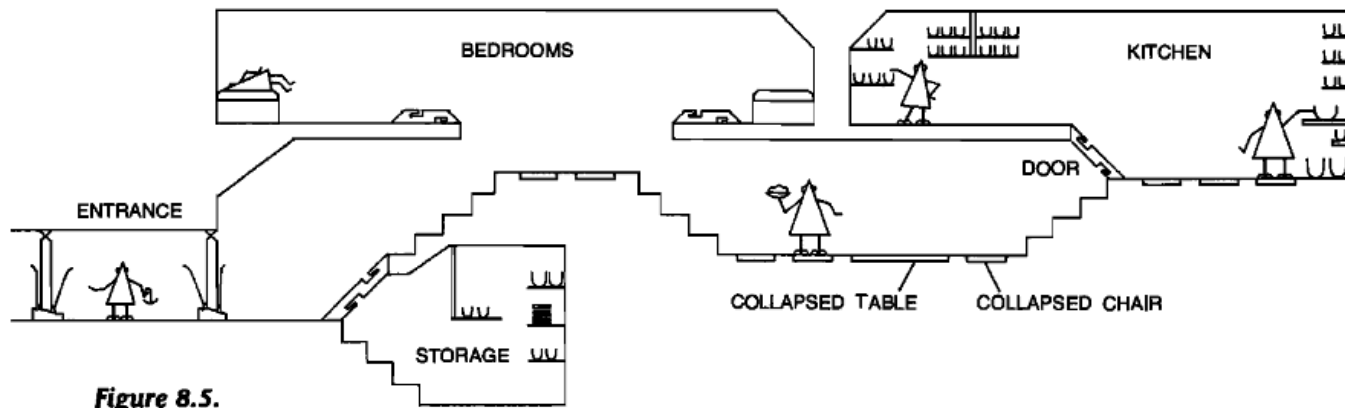 BEDROOMS
KITCHEN
DOOR
ENTRANCE
COLLAPSED TABLE
COLLAPSED CHAIR
STORAGE
Figure 8.5.